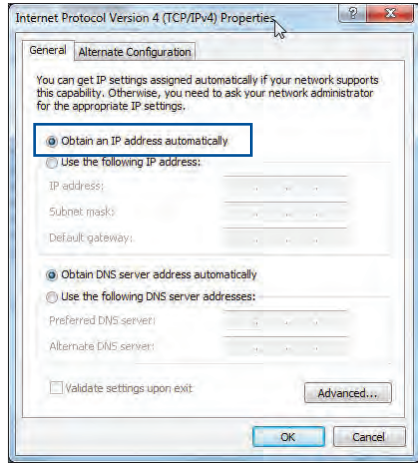 Internet Protocol Version 4 (TCP/IPv4) Properties
General
Alternate Configuration
You can get IP settings assigned automatically if your network supports
this capability. Otherwise, you need to ask your network administrator
for the appropriate IP settings.
Obtain an IP address automatically
Use the following IP address:
IP address:
Subnet mask:
Default gateway:
Obtain DNS server address automatically
Use the following DNS server addresses:
Preferred DNS server:
Alternate DNS server:
Validate settings upon exit
Advanced...
OK
Cancel